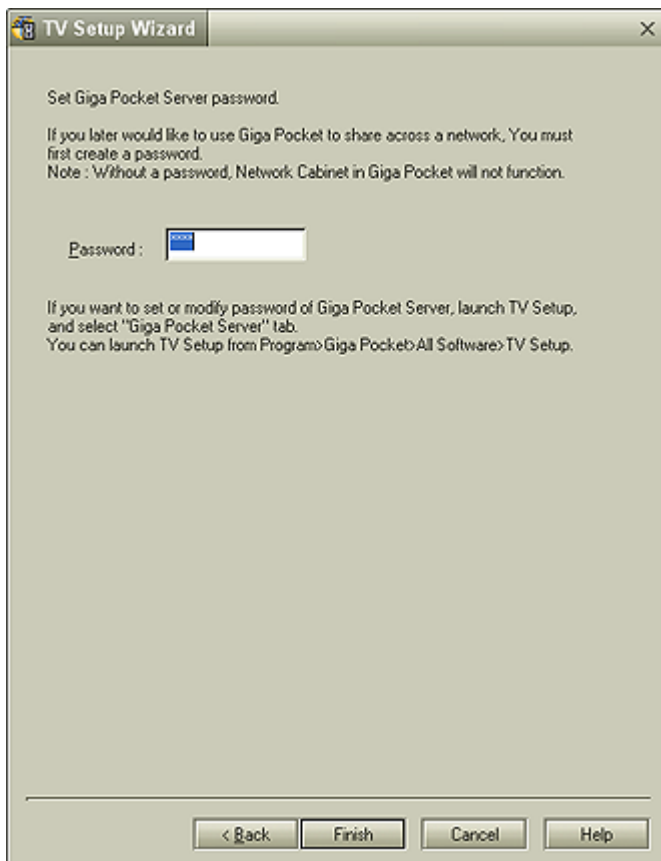 TV Setup Wizard
Set Giga Pocket Server password.
If you later would like to use Giga Pocket to share across a network, You must
first create a password.
Note : Without a password, Network Cabinet in Giga Pocket will not function.
Password :
If you want to set or modify password of Giga Pocket Server, launch TV Setup,
and select "Giga Pocket Server" tab.
You can launch TV Setup from Program>Giga Pocket>All Software>TV Setup.
< Back
Finish
Cancel
Help